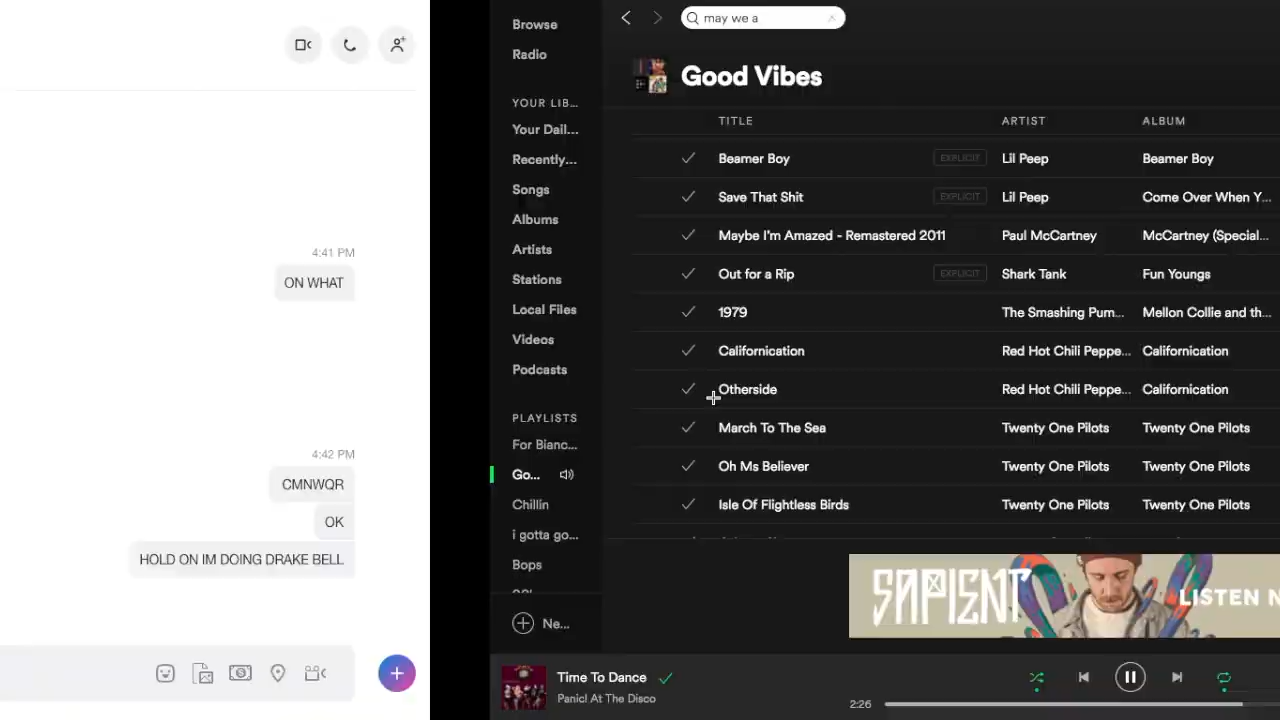 4:41 PM
ON WHAT
4:42 PM
CMNWQR
OK
HOLD ON IM DOING DRAKE BELL
Browse
Radio
YOUR LIB...
Your Dail...
Recently...
Songs
Albums
Artists
Stations
Local Files
Videos
Podcasts
PLAYLISTS
For Bianc...
Go...
Chillin
i gotta go...
Bops
Ne...
may we a
Good Vibes
TITLE ARTIST ALBUM
Beamer Boy EXPLICIT Lil Peep Beamer Boy
Save That Shit EXPLICIT Lil Peep Come Over When Y...
Maybe I'm Amazed - Remastered 2011 Paul McCartney McCartney (Special...
Out for a Rip EXPLICIT Shark Tank Fun Youngs
1979 The Smashing Pum... Mellon Collie and th...
Californication Red Hot Chili Peppe... Californication
Otherside Red Hot Chili Peppe... Californication
March To The Sea Twenty One Pilots Twenty One Pilots
Oh Ms Believer Twenty One Pilots Twenty One Pilots
Isle Of Flightless Birds Twenty One Pilots Twenty One Pilots
SAPIENT LISTEN N
Time To Dance
Panic! At The Disco
2:26